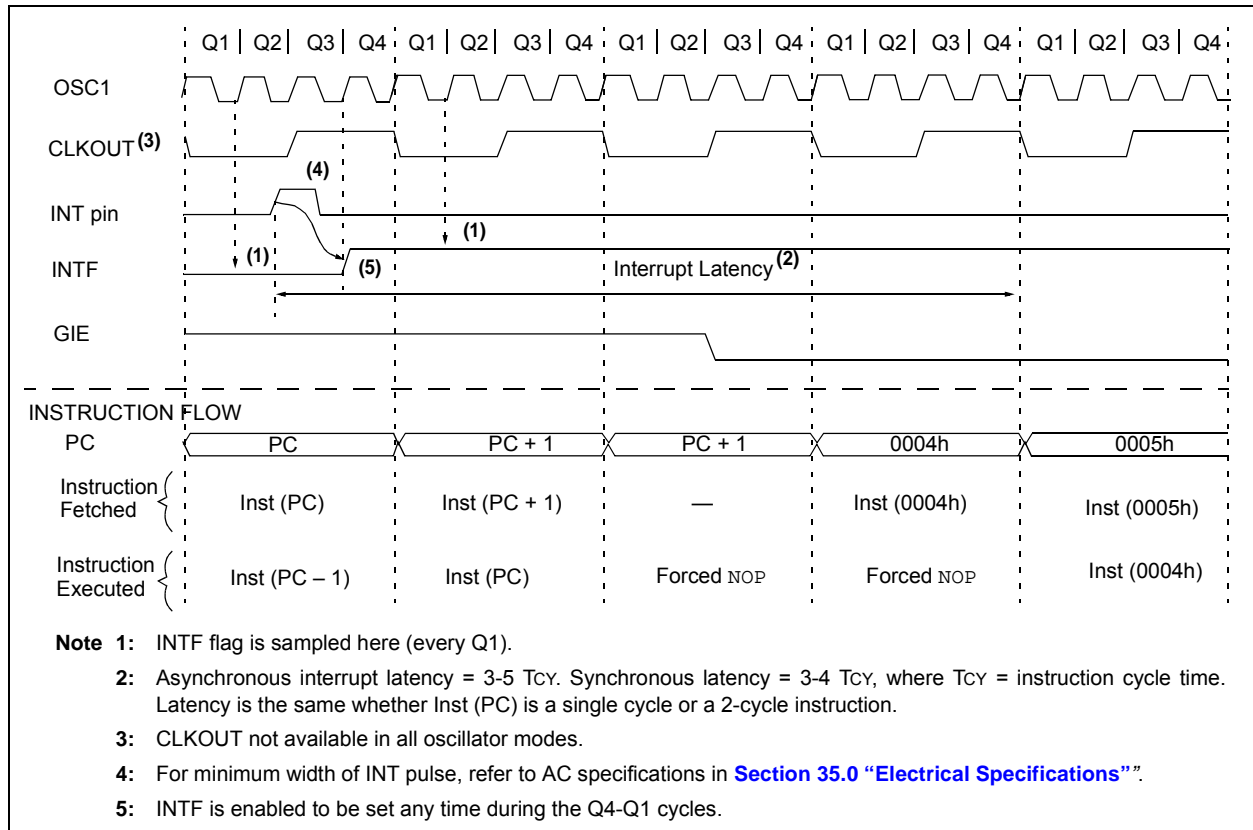 Q1 | Q2 | Q3 | Q4 Q1 | Q2 | Q3 | Q4 Q1 | Q2 | Q3 | Q4 Q1 | Q2 | Q3 | Q4 Q1 | Q2 | Q3 | Q4
OSC1
CLKOUT (3)
(4)
INT pin
(1) (1)
INTF (5) Interrupt Latency (2)
GIE
INSTRUCTION FLOW
PC PC PC + 1 PC + 1 0004h 0005h
Instruction
Fetched
Inst (PC) Inst (PC + 1) — Inst (0004h) Inst (0005h)
Instruction
Executed
Inst (PC – 1) Inst (PC) Forced NOP Forced NOP Inst (0004h)
Note 1: INTF flag is sampled here (every Q1).
2: Asynchronous interrupt latency = 3-5 TCY. Synchronous latency = 3-4 TCY, where TCY = instruction cycle time.
Latency is the same whether Inst (PC) is a single cycle or a 2-cycle instruction.
3: CLKOUT not available in all oscillator modes.
4: For minimum width of INT pulse, refer to AC specifications in Section 35.0 “Electrical Specifications””.
5: INTF is enabled to be set any time during the Q4-Q1 cycles.